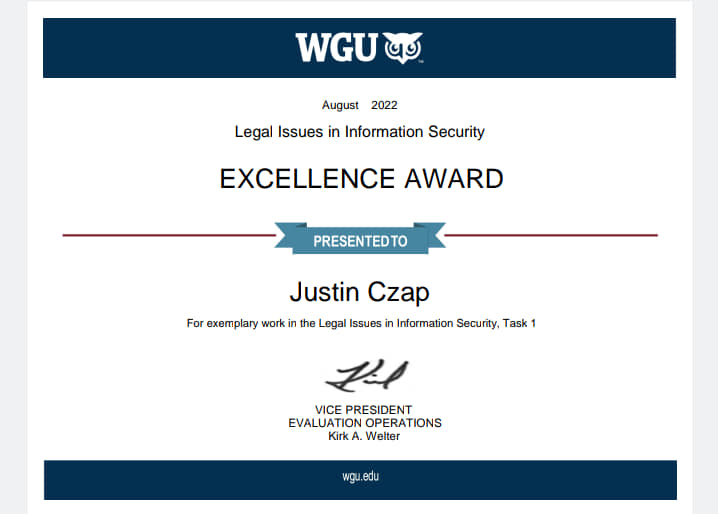 WGU
August 2022
Legal Issues in Information Security
EXCELLENCE AWARD
PRESENTED TO
Justin Czap
For exemplary work in the Legal Issues in Information Security, Task 1
VICE PRESIDENT
EVALUATION OPERATIONS
Kirk A. Welter
wgu.edu